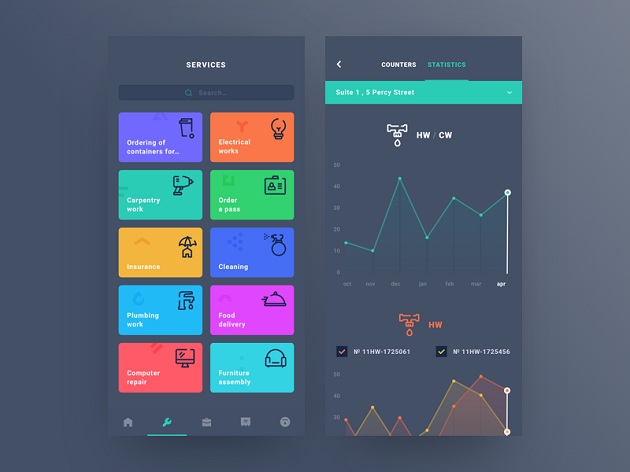 SERVICES
Search...
Ordering of
containers for...
Electrical
works
Carpentry
work
Order
a pass
Insurance
Cleaning
Plumbing
work
Food
delivery
Computer
repair
Furniture
assembly
COUNTERS STATISTICS
Suite 1 , 5 Percy Street
HW / CW
50
40
30
20
10
0
oct nov dec jan feb mar apr
HW
№ 11HW-1725061 № 11HW-1725456
50
40
30